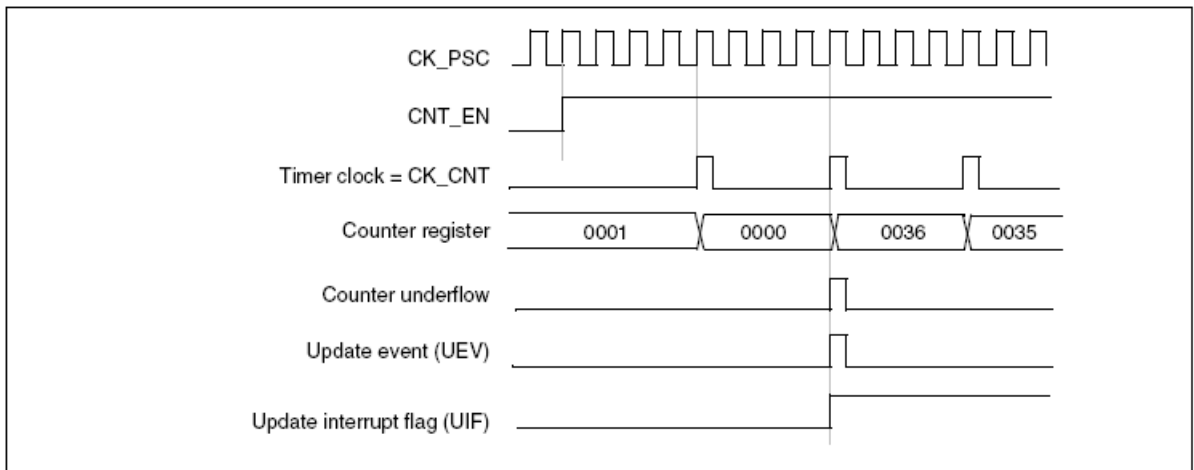 CK_PSC
CNT_EN
Timer clock = CK_CNT
Counter register 0001 0000 0036 0035
Counter underflow
Update event (UEV)
Update interrupt flag (UIF)